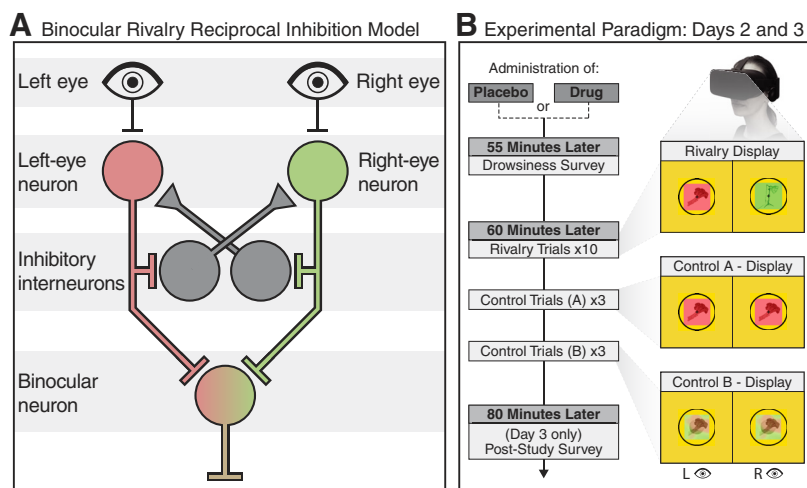 A Binocular Rivalry Reciprocal Inhibition Model
Left eye
Right eye
Left-eye
neuron
Right-eye
neuron
Inhibitory
interneurons
Binocular
neuron
B Experimental Paradigm: Days 2 and 3
Administration of:
Placebo
or
Drug
55 Minutes Later
Drowsiness Survey
60 Minutes Later
Rivalry Trials x10
Control Trials (A) x3
Control Trials (B) x3
80 Minutes Later
(Day 3 only)
Post-Study Survey
Rivalry Display
Control A - Display
Control B - Display
L
R